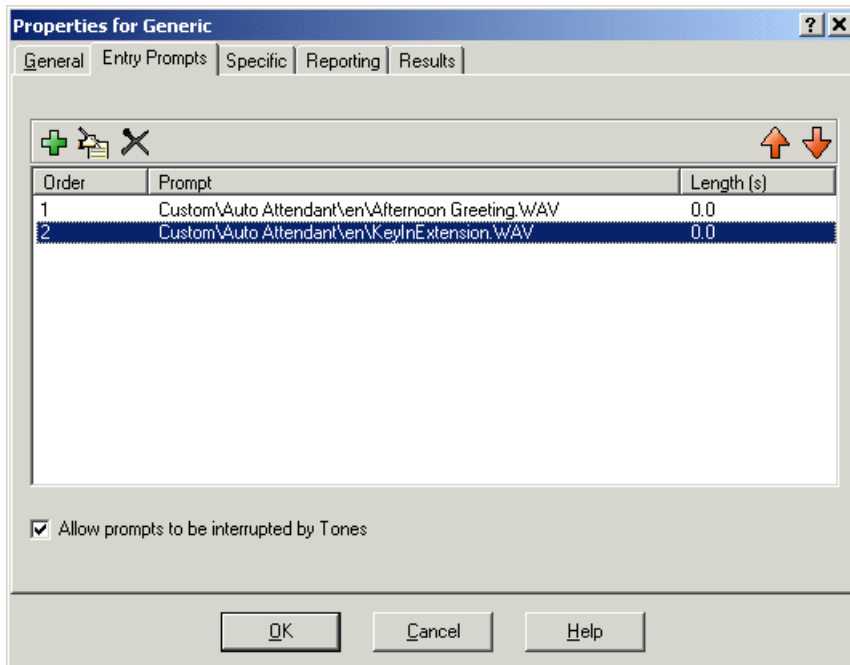 Properties for Generic
General Entry Prompts Specific Reporting Results
Order Prompt Length (s)
1 Custom\Auto Attendant\en\Afternoon Greeting.WAV 0.0
2 Custom\Auto Attendant\en\KeyInExtension.WAV 0.0
Allow prompts to be interrupted by Tones
OK Cancel Help